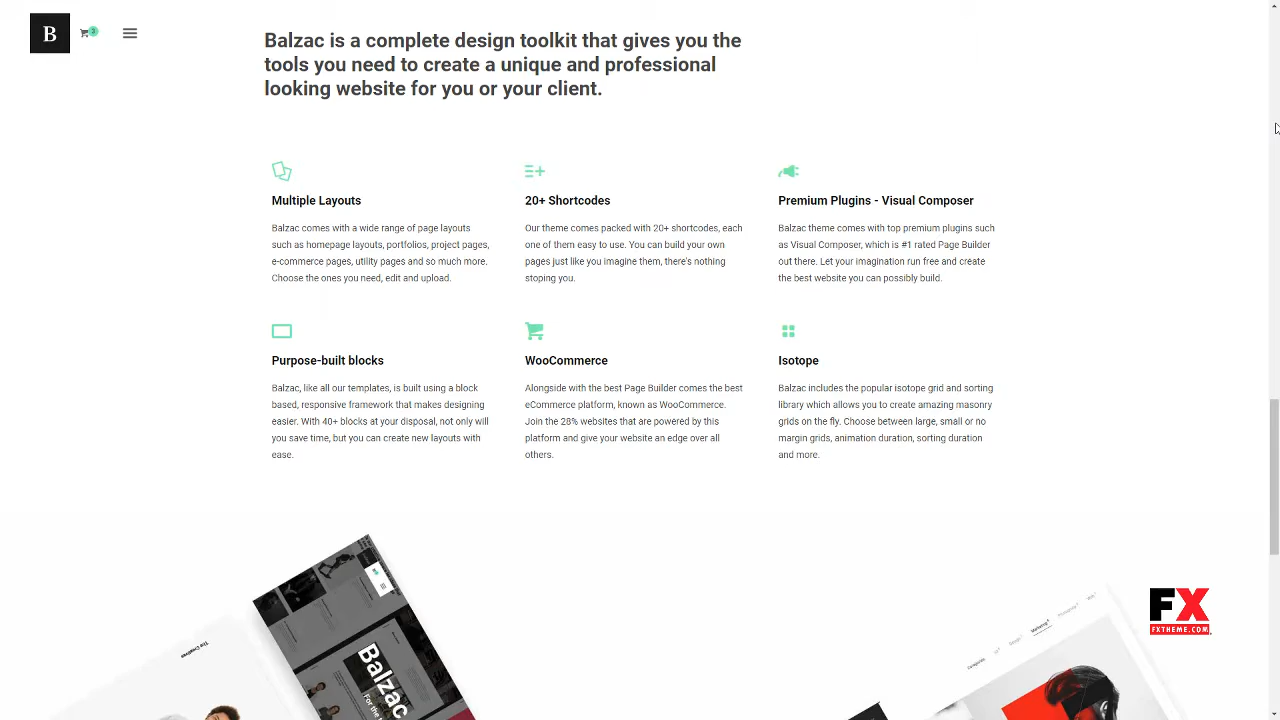 B
3
Balzac is a complete design toolkit that gives you the
tools you need to create a unique and professional
looking website for you or your client.
Multiple Layouts
Balzac comes with a wide range of page layouts
such as homepage layouts, portfolios, project pages,
e-commerce pages, utility pages and so much more.
Choose the ones you need, edit and upload.
20+ Shortcodes
Our theme comes packed with 20+ shortcodes, each
one of them easy to use. You can build your own
pages just like you imagine them, there's nothing
stoping you.
Premium Plugins - Visual Composer
Balzac theme comes with top premium plugins such
as Visual Composer, which is #1 rated Page Builder
out there. Let your imagination run free and create
the best website you can possibly build.
Purpose-built blocks
Balzac, like all our templates, is built using a block
based, responsive framework that makes designing
easier. With 40+ blocks at your disposal, not only will
you save time, but you can create new layouts with
ease.
WooCommerce
Alongside with the best Page Builder comes the best
eCommerce platform, known as WooCommerce.
Join the 28% websites that are powered by this
platform and give your website an edge over all
others.
Isotope
Balzac includes the popular isotope grid and sorting
library which allows you to create amazing masonry
grids on the fly. Choose between large, small or no
margin grids, animation duration, sorting duration
and more.
The Creatives
Balzac
For the
Categories
Marketing
FX
FXTHEME.COM